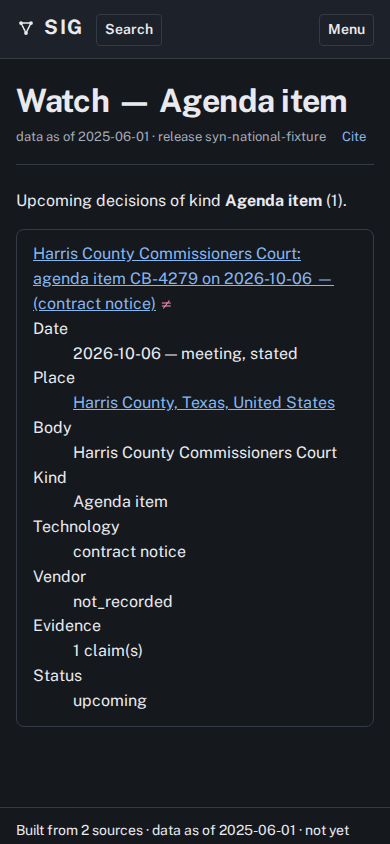 SIG Search Menu
Watch — Agenda item
data as of 2025-06-01 · release syn-national-fixture Cite
Upcoming decisions of kind Agenda item (1).
Harris County Commissioners Court:
agenda item CB-4279 on 2026-10-06 —
(contract notice) ≠
Date
2026-10-06 — meeting, stated
Place
Harris County, Texas, United States
Body
Harris County Commissioners Court
Kind
Agenda item
Technology
contract notice
Vendor
not_recorded
Evidence
1 claim(s)
Status
upcoming
Built from 2 sources · data as of 2025-06-01 · not yet